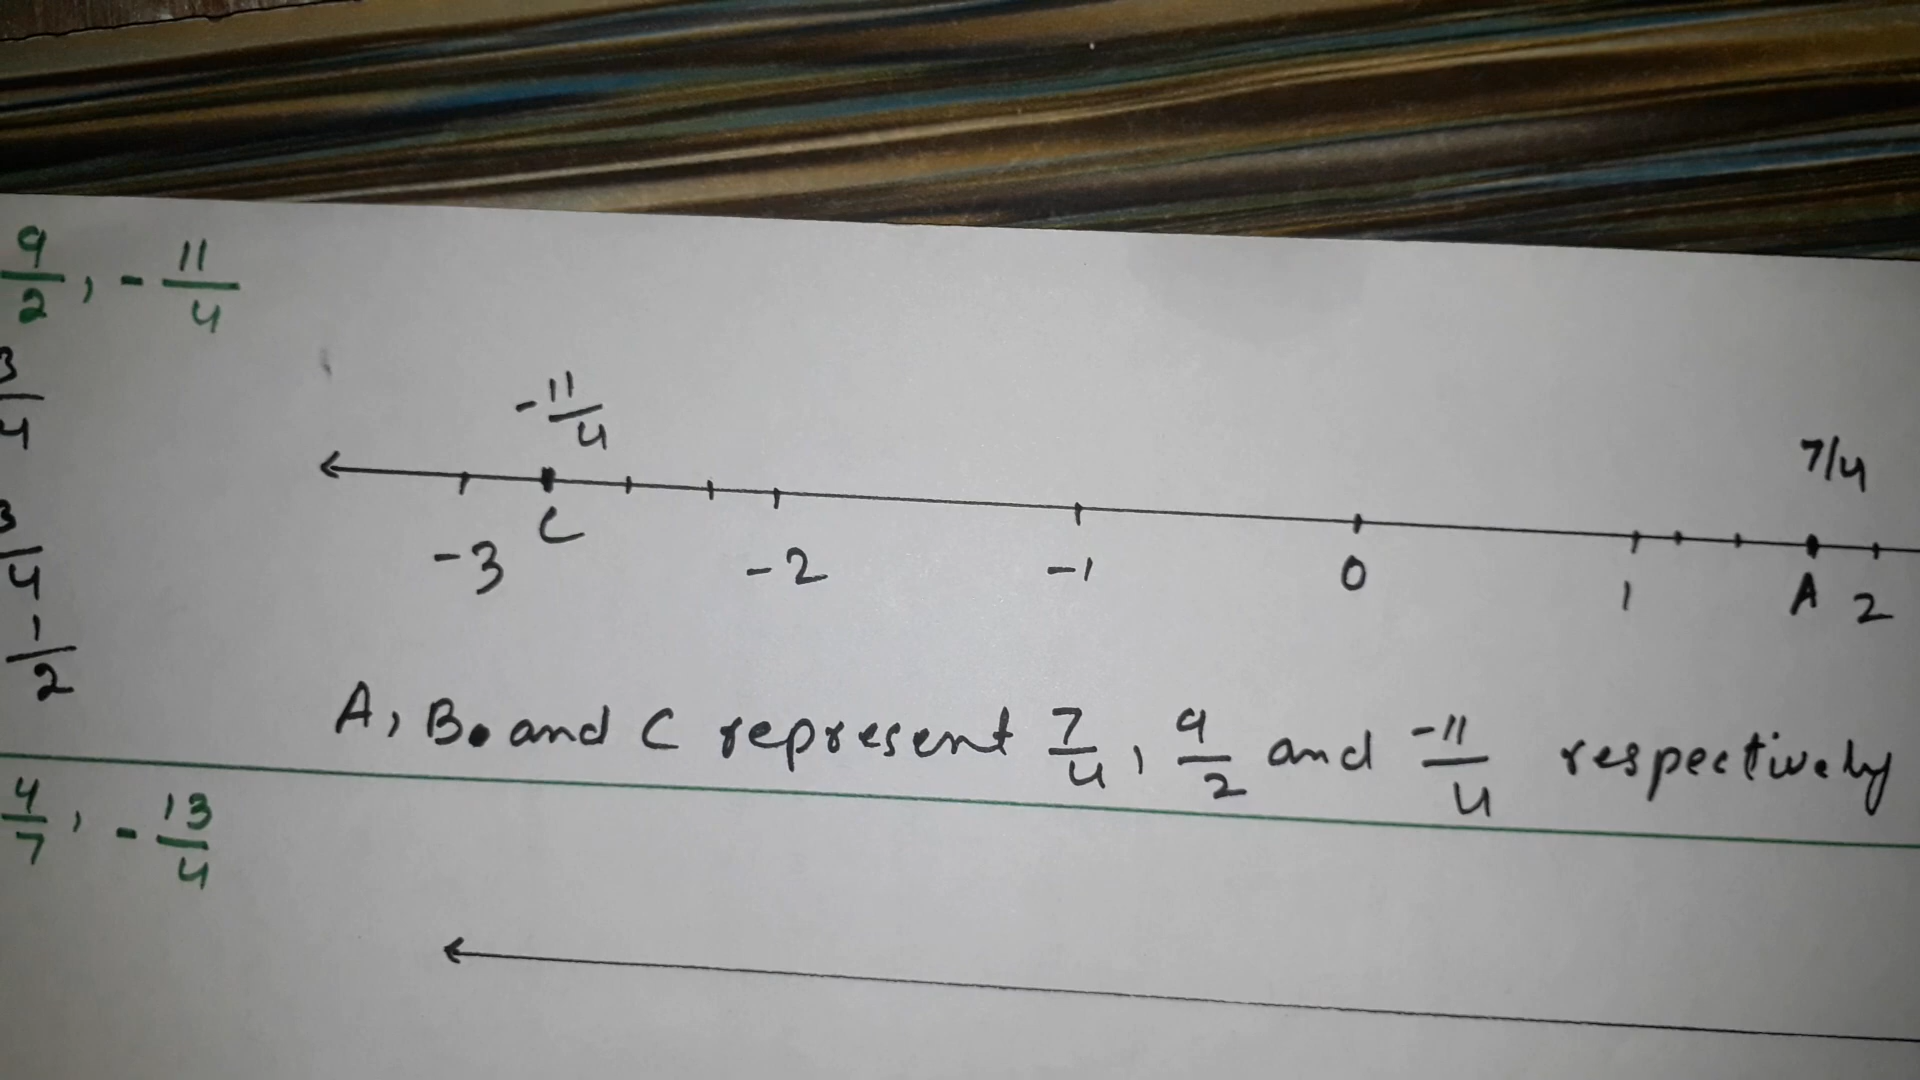 9/2, - 11/4
3/4
-11/4
7/4
C
-3 -2 -1 0 1 A 2
3/4
1/2
A, B and C represent 7/4, 9/2 and -11/4 respectively
4/7, - 13/4